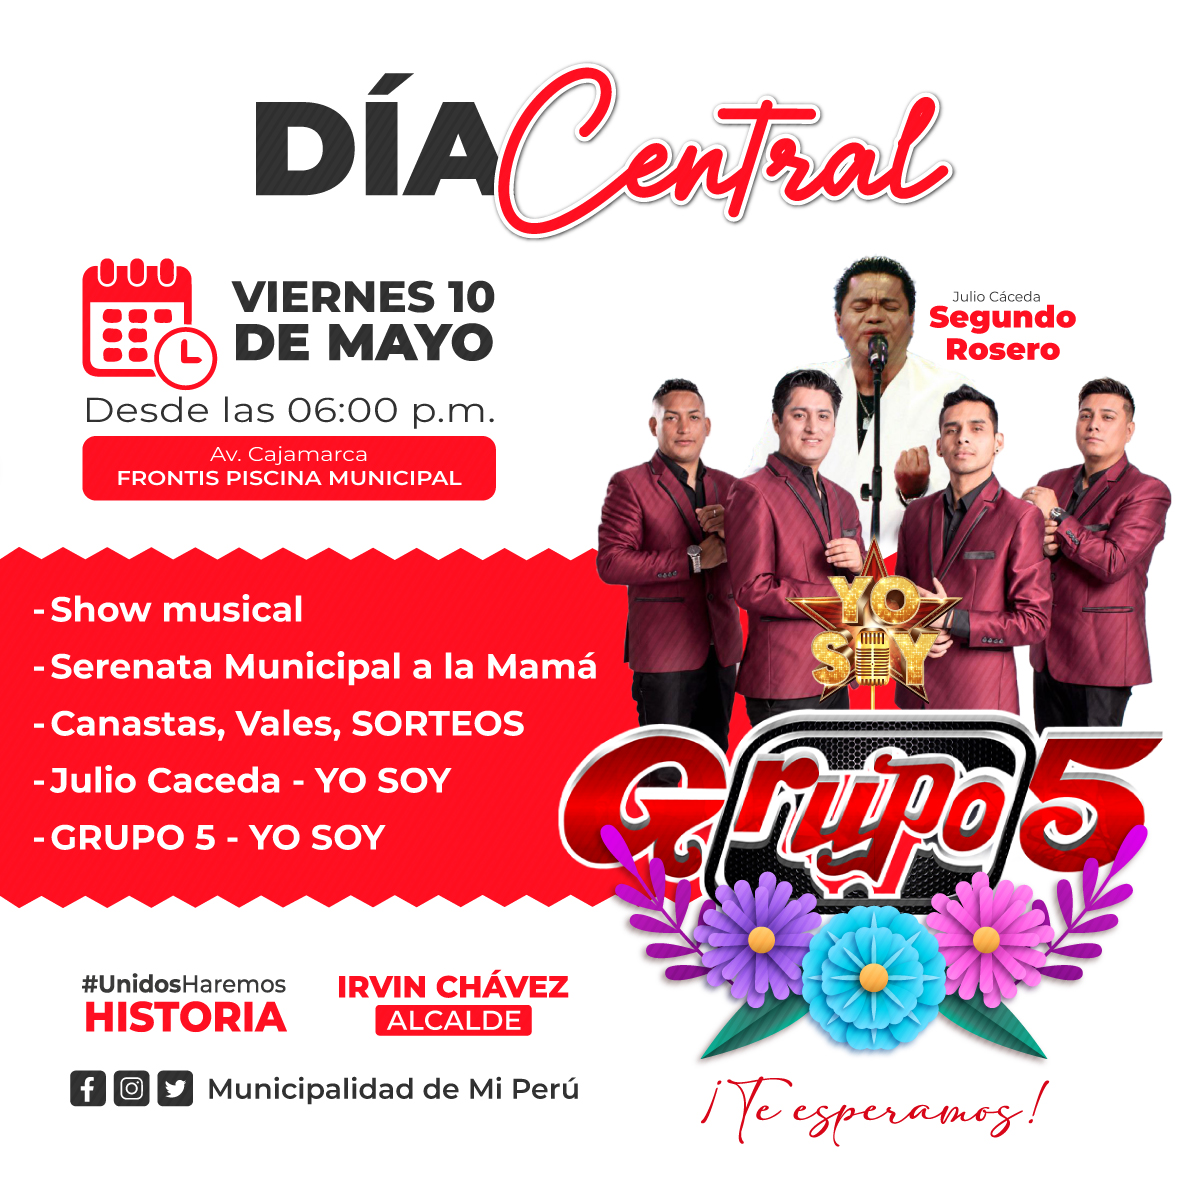 DÍA Central
VIERNES 10
DE MAYO
Desde las 06:00 p.m.
Av. Cajamarca
FRONTIS PISCINA MUNICIPAL
Julio Cáceda
Segundo
Rosero
- Show musical
- Serenata Municipal a la Mamá
- Canastas, Vales, SORTEOS
- Julio Caceda - YO SOY
- GRUPO 5 - YO SOY
YO
SOY
Grupo 5
#UnidosHaremos
HISTORIA
IRVIN CHÁVEZ
ALCALDE
Municipalidad de Mi Perú
¡Te esperamos!